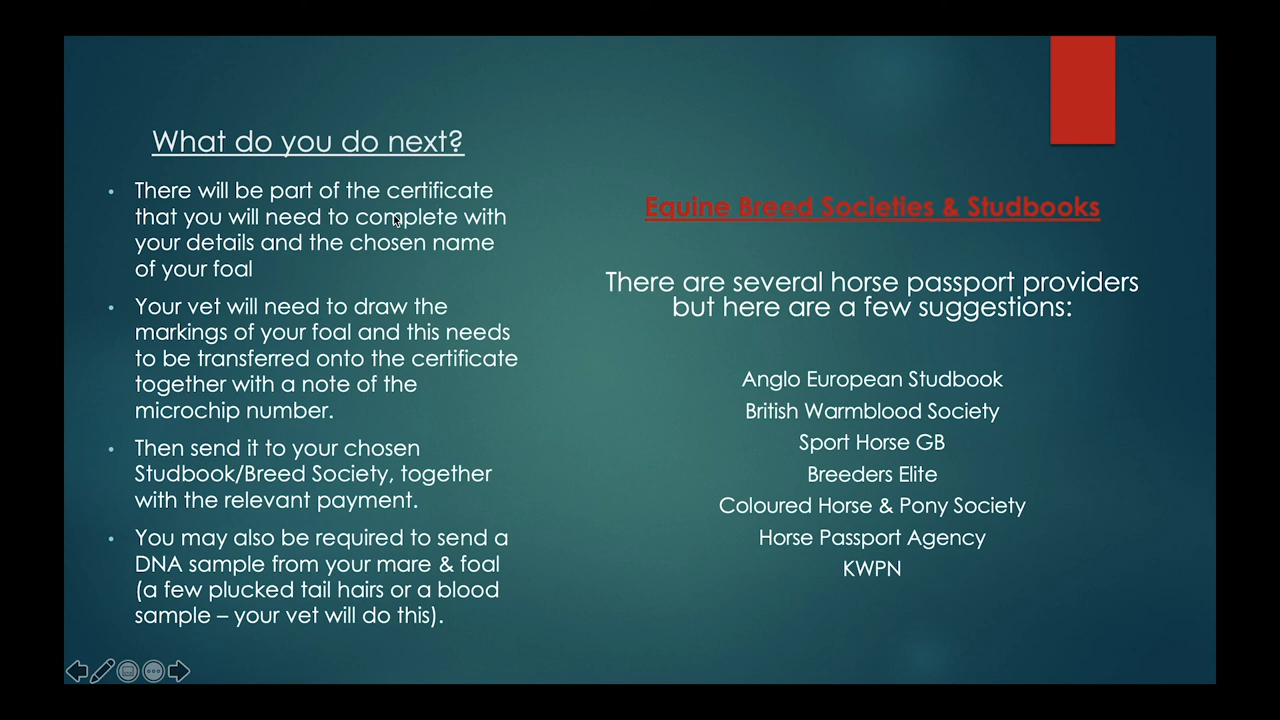 What do you do next?
• There will be part of the certificate
that you will need to complete with
your details and the chosen name
of your foal
• Your vet will need to draw the
markings of your foal and this needs
to be transferred onto the certificate
together with a note of the
microchip number.
• Then send it to your chosen
Studbook/Breed Society, together
with the relevant payment.
• You may also be required to send a
DNA sample from your mare & foal
(a few plucked tail hairs or a blood
sample – your vet will do this).
Equine Breed Societies & Studbooks
There are several horse passport providers
but here are a few suggestions:
Anglo European Studbook
British Warmblood Society
Sport Horse GB
Breeders Elite
Coloured Horse & Pony Society
Horse Passport Agency
KWPN